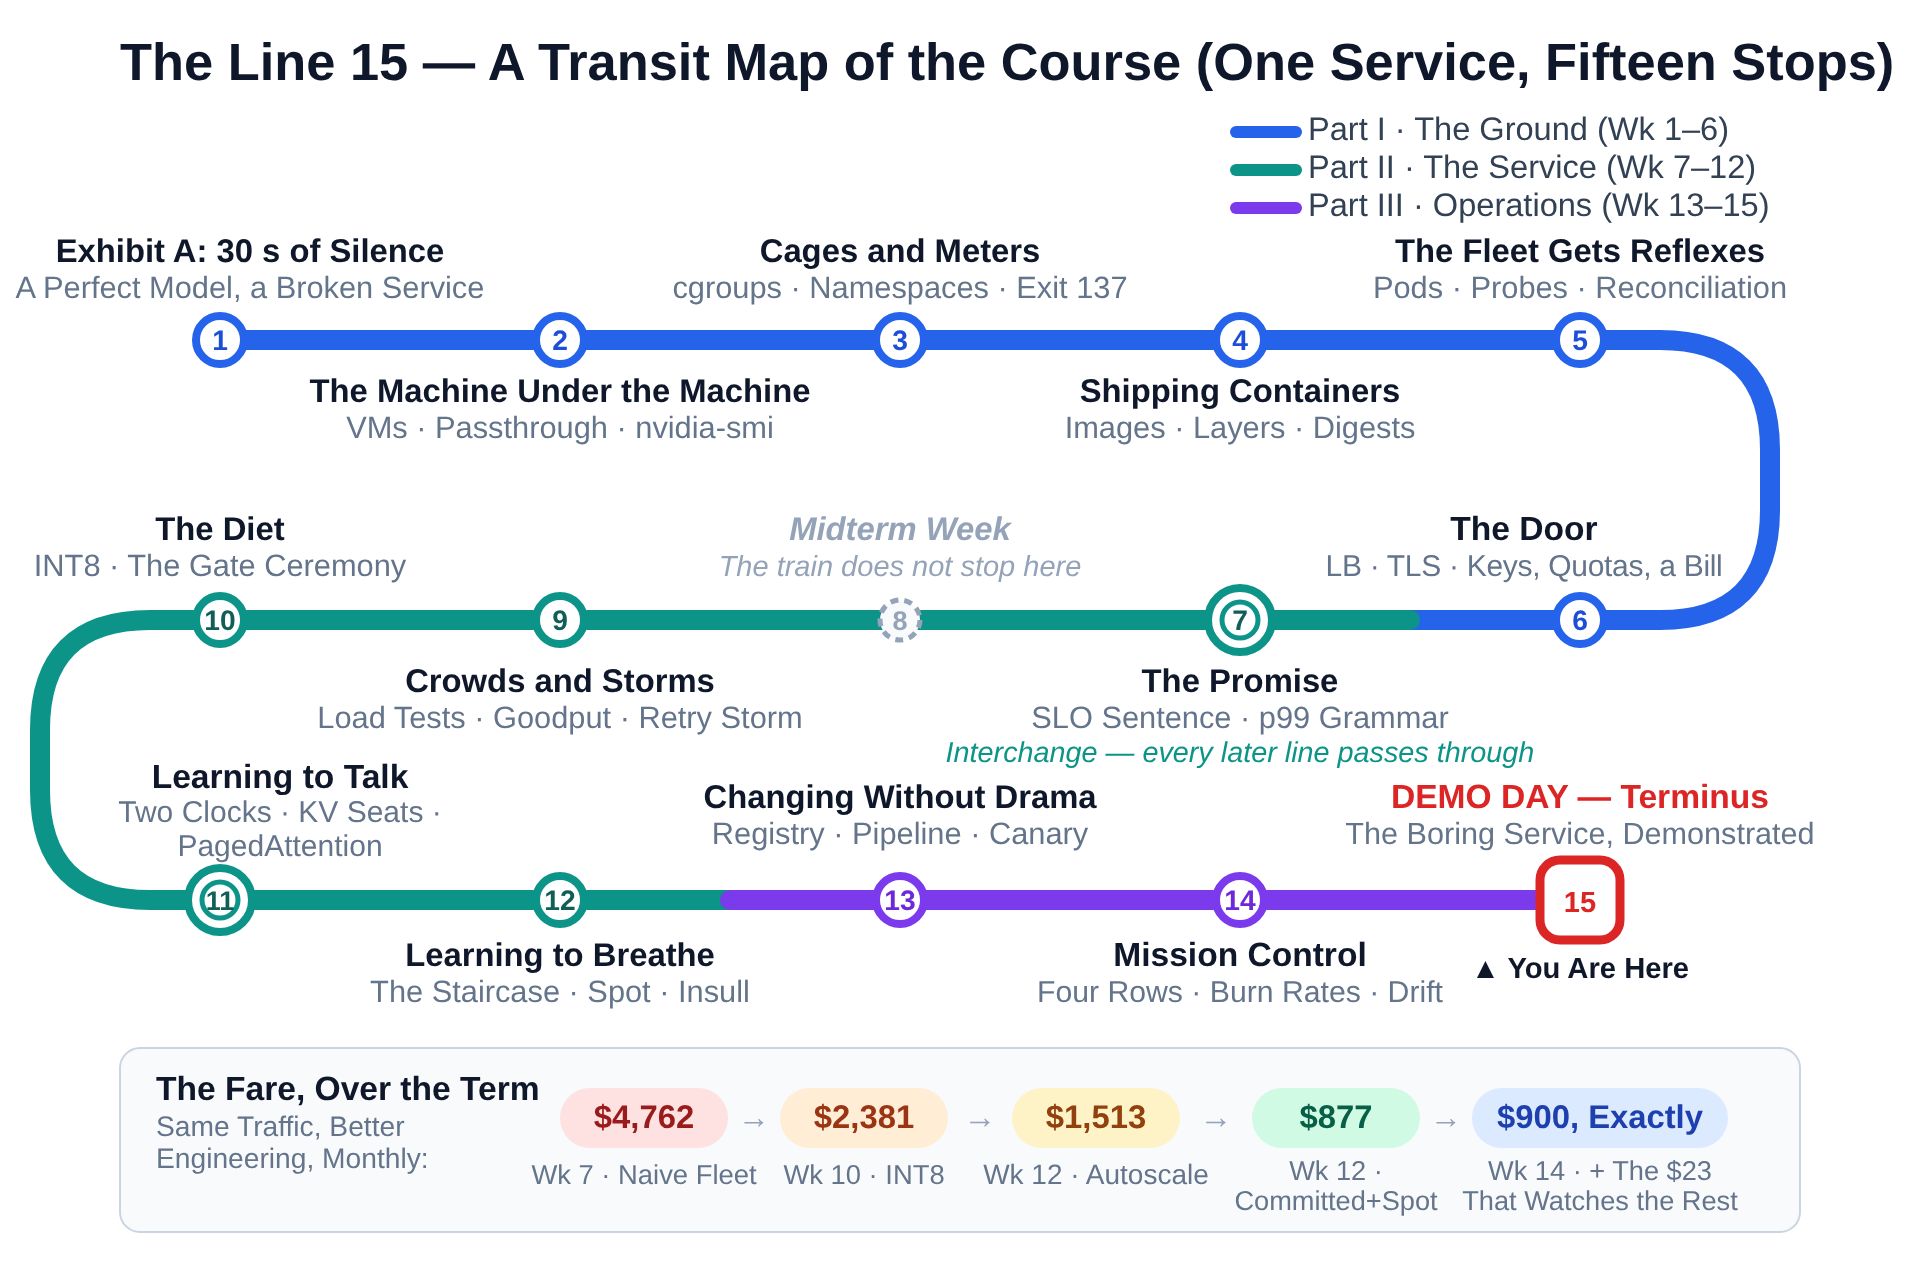 The Line 15 — A Transit Map of the Course (One Service, Fifteen Stops)
Part I · The Ground (Wk 1–6)
Part II · The Service (Wk 7–12)
Part III · Operations (Wk 13–15)
Exhibit A: 30 s of Silence
A Perfect Model, a Broken Service
Cages and Meters
cgroups · Namespaces · Exit 137
The Fleet Gets Reflexes
Pods · Probes · Reconciliation
1
2
3
4
5
The Machine Under the Machine
VMs · Passthrough · nvidia-smi
Shipping Containers
Images · Layers · Digests
The Diet
INT8 · The Gate Ceremony
Midterm Week
The train does not stop here
The Door
LB · TLS · Keys, Quotas, a Bill
10
9
8
7
6
Crowds and Storms
Load Tests · Goodput · Retry Storm
The Promise
SLO Sentence · p99 Grammar
Interchange — every later line passes through
Learning to Talk
Two Clocks · KV Seats ·
PagedAttention
Changing Without Drama
Registry · Pipeline · Canary
DEMO DAY — Terminus
The Boring Service, Demonstrated
11
12
13
14
15
Learning to Breathe
The Staircase · Spot · Insull
Mission Control
Four Rows · Burn Rates · Drift
▲ You Are Here
The Fare, Over the Term
Same Traffic, Better
Engineering, Monthly:
$4,762 → $2,381 → $1,513 → $877 → $900, Exactly
Wk 7 · Naive Fleet
Wk 10 · INT8
Wk 12 · Autoscale
Wk 12 ·
Committed+Spot
Wk 14 · + The $23
That Watches the Rest